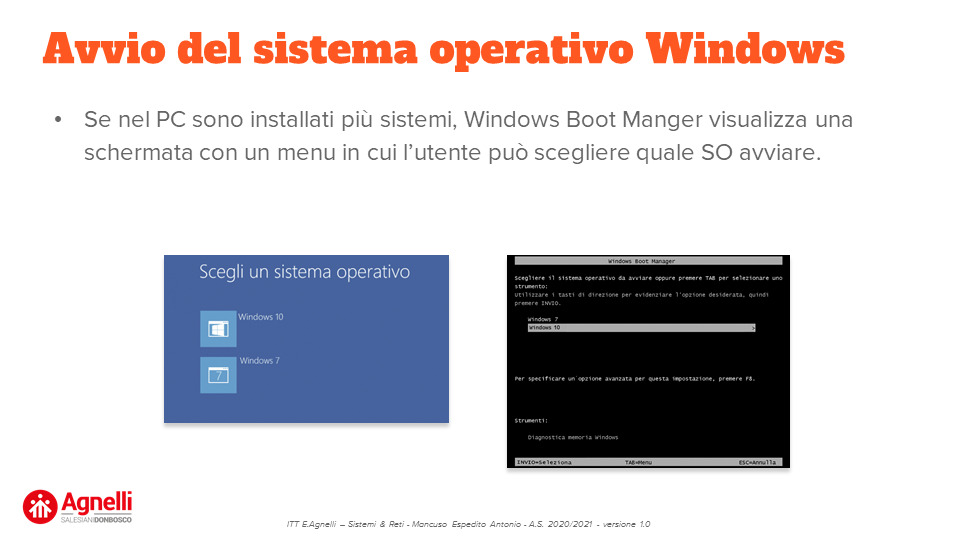 Avvio del sistema operativo Windows
• Se nel PC sono installati più sistemi, Windows Boot Manger visualizza una
schermata con un menu in cui l’utente può scegliere quale SO avviare.
Scegli un sistema operativo
Windows 10
7
Windows 7
Windows Boot Manager
Scegliere il sistema operativo da avviare oppure premere TAB per selezionare uno
strumento:
Utilizzare i tasti di direzione per evidenziare l'opzione desiderata, quindi
premere INVIO.
Windows 7
Windows 10 >
Per specificare un'opzione avanzata per questa impostazione, premere F8.
Strumenti:
Diagnostica memoria Windows
INVIO=Seleziona TAB=Menu ESC=Annulla
Agnelli
SALESIANIDONBOSCO
ITT E.Agnelli – Sistemi & Reti - Mancuso Espedito Antonio - A.S. 2020/2021 - versione 1.0